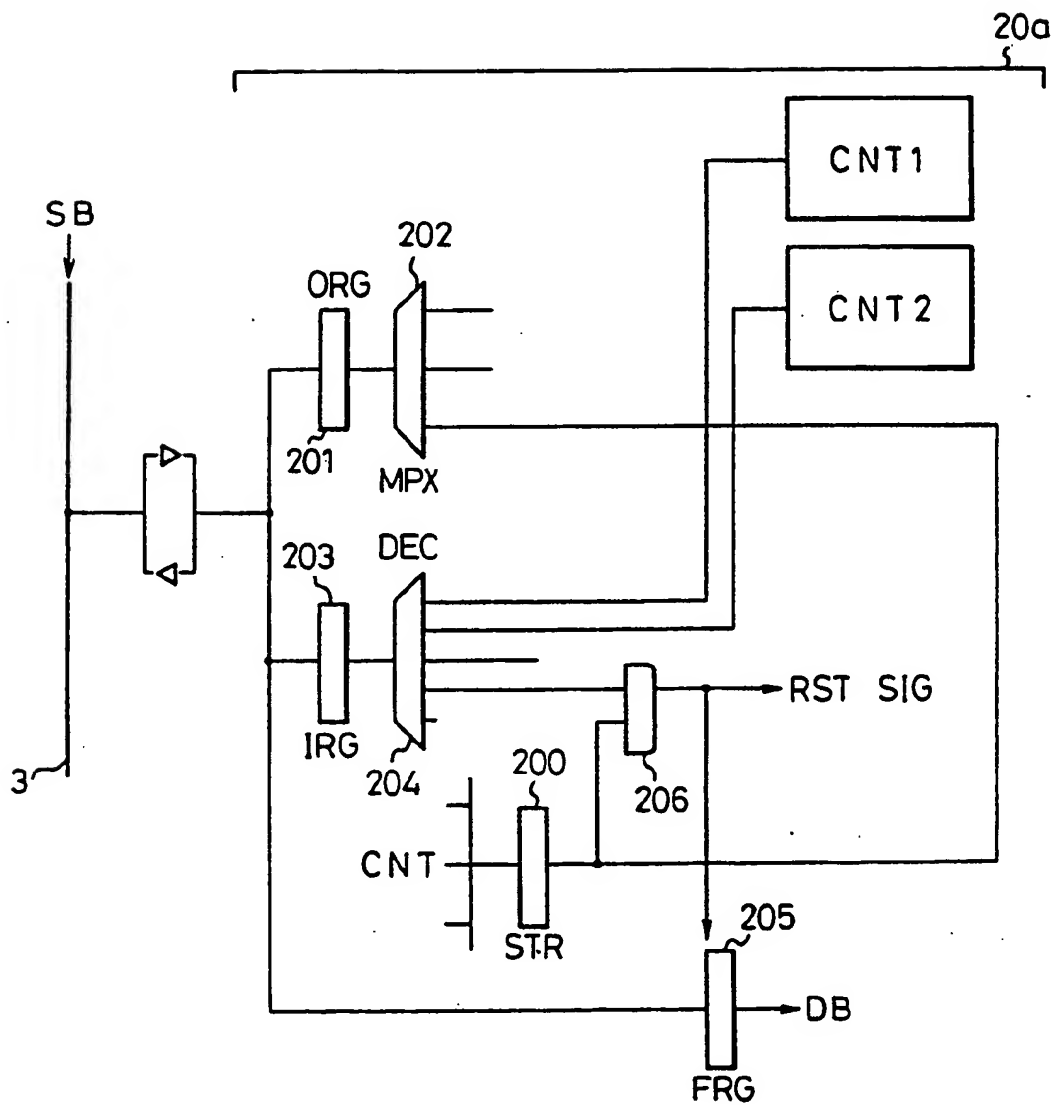 20a
CNT1
SB
202
ORG
CNT2
201
MPX
203
DEC
RST SIG
IRG
3
204
200
206
CNT
STR
205
DB
FRG